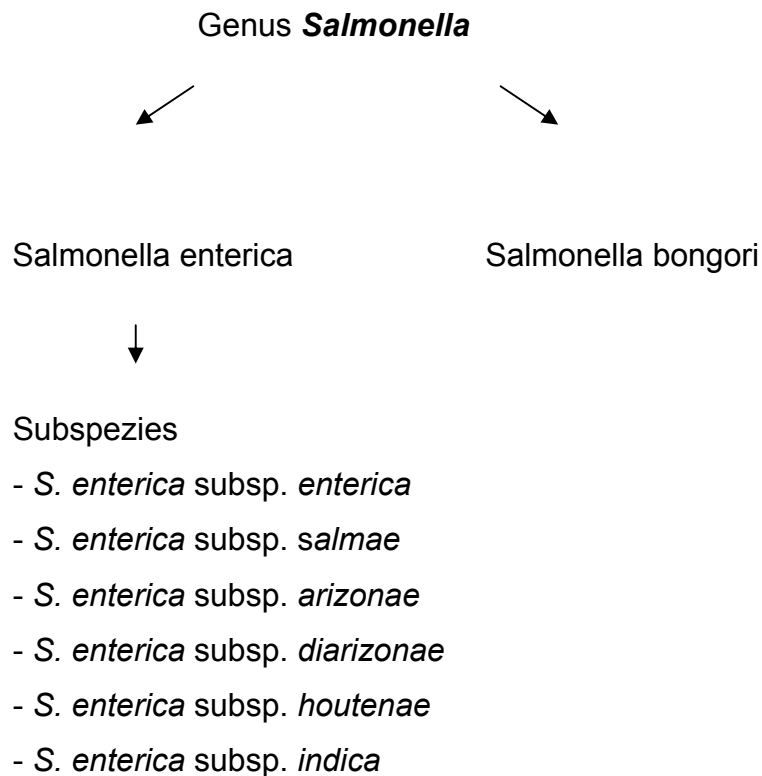 Genus Salmonella
Salmonella enterica Salmonella bongori
Subspezies
- S. enterica subsp. enterica
- S. enterica subsp. salmae
- S. enterica subsp. arizonae
- S. enterica subsp. diarizonae
- S. enterica subsp. houtenae
- S. enterica subsp. indica